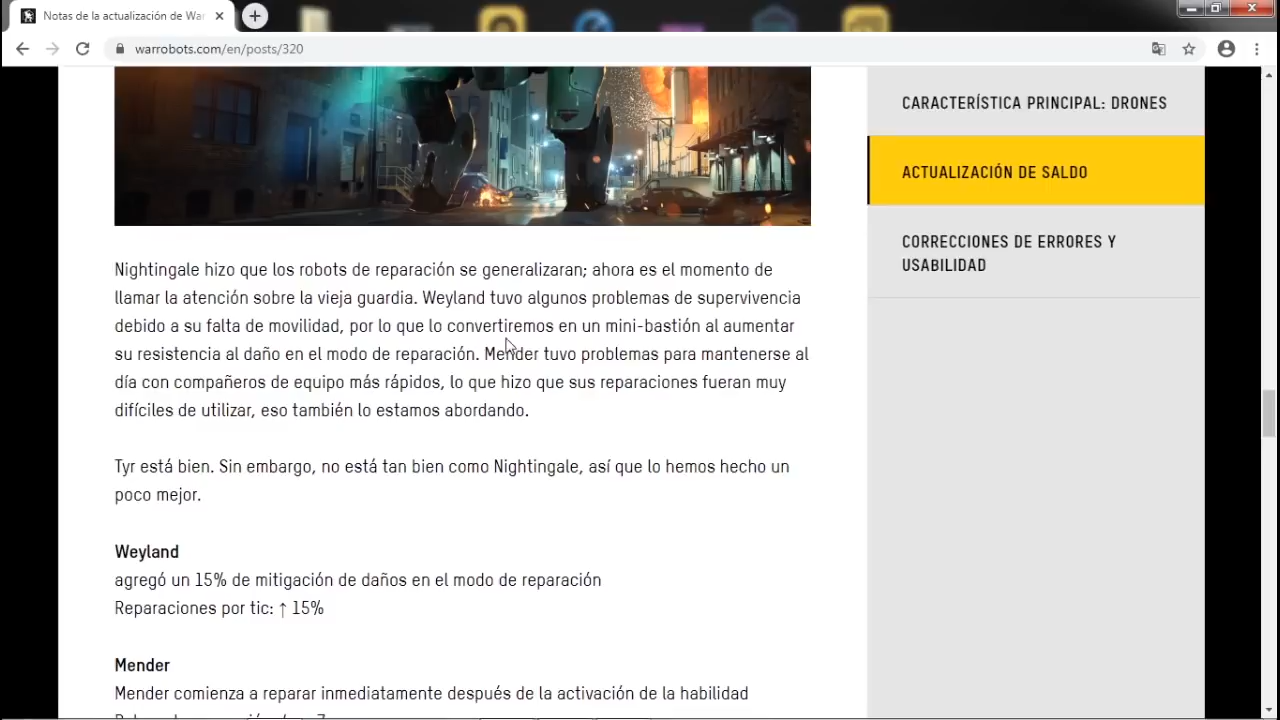 Notas de la actualización de War
warrobots.com/en/posts/320
CARACTERÍSTICA PRINCIPAL: DRONES
ACTUALIZACIÓN DE SALDO
CORRECCIONES DE ERRORES Y
USABILIDAD
Nightingale hizo que los robots de reparación se generalizaran; ahora es el momento de
llamar la atención sobre la vieja guardia. Weyland tuvo algunos problemas de supervivencia
debido a su falta de movilidad, por lo que lo convertiremos en un mini-bastión al aumentar
su resistencia al daño en el modo de reparación. Mender tuvo problemas para mantenerse al
día con compañeros de equipo más rápidos, lo que hizo que sus reparaciones fueran muy
difíciles de utilizar, eso también lo estamos abordando.
Tyr está bien. Sin embargo, no está tan bien como Nightingale, así que lo hemos hecho un
poco mejor.
Weyland
agregó un 15% de mitigación de daños en el modo de reparación
Reparaciones por tic: ↑ 15%
Mender
Mender comienza a reparar inmediatamente después de la activación de la habilidad